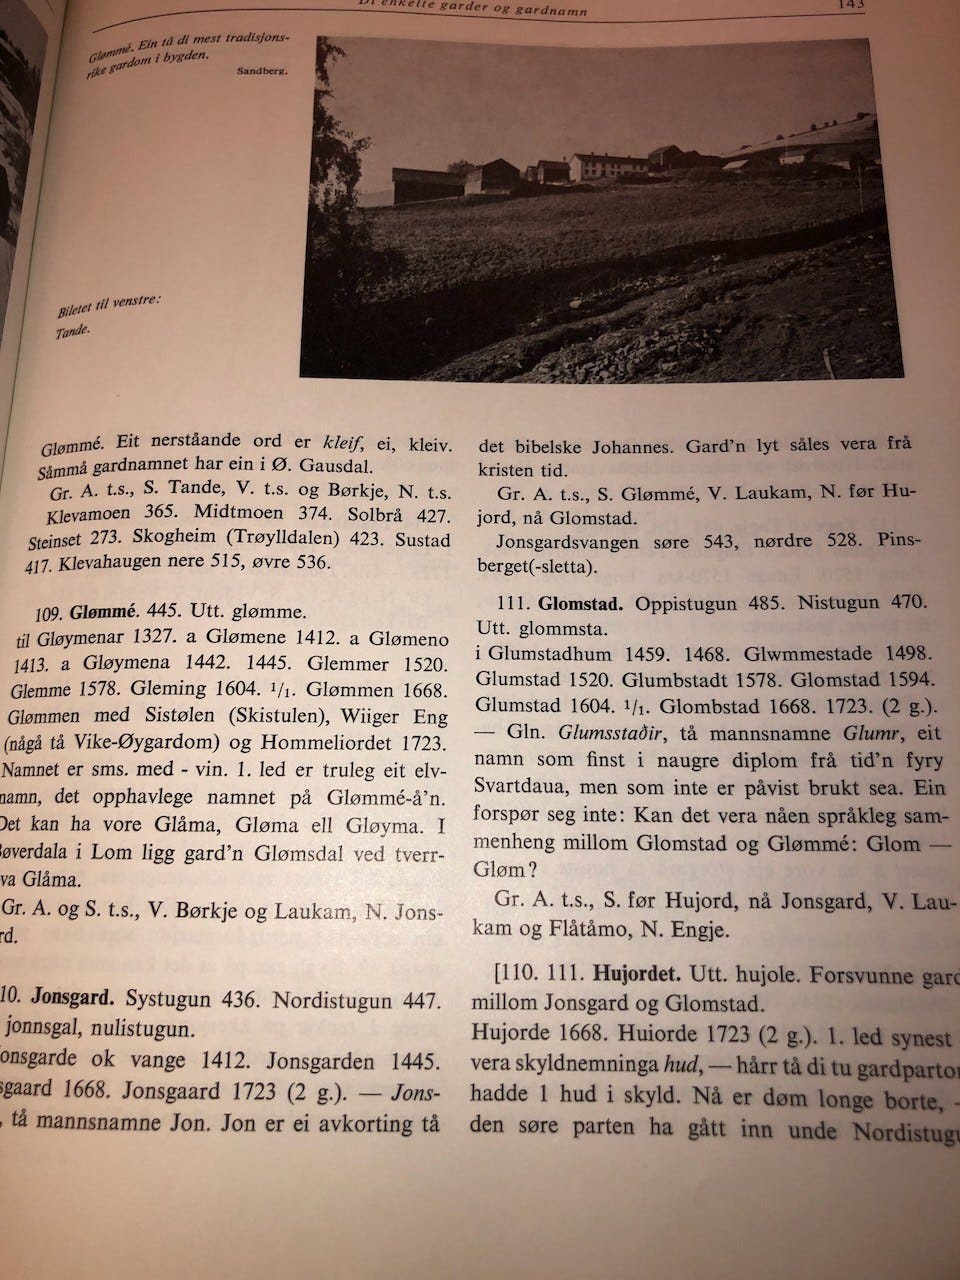 Di enkelte garder og gardnamn
143
Glømmé. Ein tå di mest tradisjons-
rike gardom i bygden.
Sandberg.
Biletet til venstre:
Tande.
Glømmé. Eit nerståande ord er kleif, ei, kleiv.
Såmmå gardnamnet har ein i Ø. Gausdal.
Gr. A. t.s., S. Tande, V. t.s. og Børkje, N. t.s.
Klevamoen 365. Midtmoen 374. Solbrå 427.
Steinset 273. Skogheim (Trøylldalen) 423. Sustad
417. Klevahaugen nere 515, øvre 536.
109. Glømmé. 445. Utt. glømme.
til Gløymenar 1327. a Glømene 1412. a Glømeno
1413. a Gløymena 1442. 1445. Glemmer 1520.
Glemme 1578. Gleming 1604. ¹/₁. Glømmen 1668.
Glømmen med Sistølen (Skistulen), Wiiger Eng
(någå tå Vike-Øygardom) og Hommeliordet 1723.
Namnet er sms. med - vin. 1. led er truleg eit elv-
namn, det opphavlege namnet på Glømmé-å'n.
Det kan ha vore Glåma, Gløma ell Gløyma. I
Bøverdala i Lom ligg gard'n Glømsdal ved tverr-
va Glåma.
Gr. A. og S. t.s., V. Børkje og Laukam, N. Jons-
rd.
10. Jonsgard. Systugun 436. Nordistugun 447.
jonnsgal, nulistugun.
onsgarde ok vange 1412. Jonsgarden 1445.
sgaard 1668. Jonsgaard 1723 (2 g.). — Jons-
, tå mannsnamne Jon. Jon er ei avkorting tå
det bibelske Johannes. Gard'n lyt såles vera frå
kristen tid.
Gr. A. t.s., S. Glømmé, V. Laukam, N. før Hu-
jord, nå Glomstad.
Jonsgardsvangen søre 543, nørdre 528. Pins-
berget(-sletta).
111. Glomstad. Oppistugun 485. Nistugun 470.
Utt. glommsta.
i Glumstadhum 1459. 1468. Glwmmestade 1498.
Glumstad 1520. Glumbstadt 1578. Glomstad 1594.
Glumstad 1604. ¹/₁. Glombstad 1668. 1723. (2 g.).
— Gln. Glumsstaðir, tå mannsnamne Glumr, eit
namn som finst i naugre diplom frå tid'n fyry
Svartdaua, men som inte er påvist brukt sea. Ein
forspør seg inte: Kan det vera nåen språkleg sam-
menheng millom Glomstad og Glømmé: Glom —
Gløm?
Gr. A. t.s., S. før Hujord, nå Jonsgard, V. Lau-
kam og Flåtåmo, N. Engje.
[110. 111. Hujordet. Utt. hujole. Forsvunne gard
millom Jonsgard og Glomstad.
Hujorde 1668. Huiorde 1723 (2 g.). 1. led synest
vera skyldnemninga hud, — hårr tå di tu gardparto
hadde 1 hud i skyld. Nå er døm longe borte, -
den søre parten ha gått inn unde Nordistugu